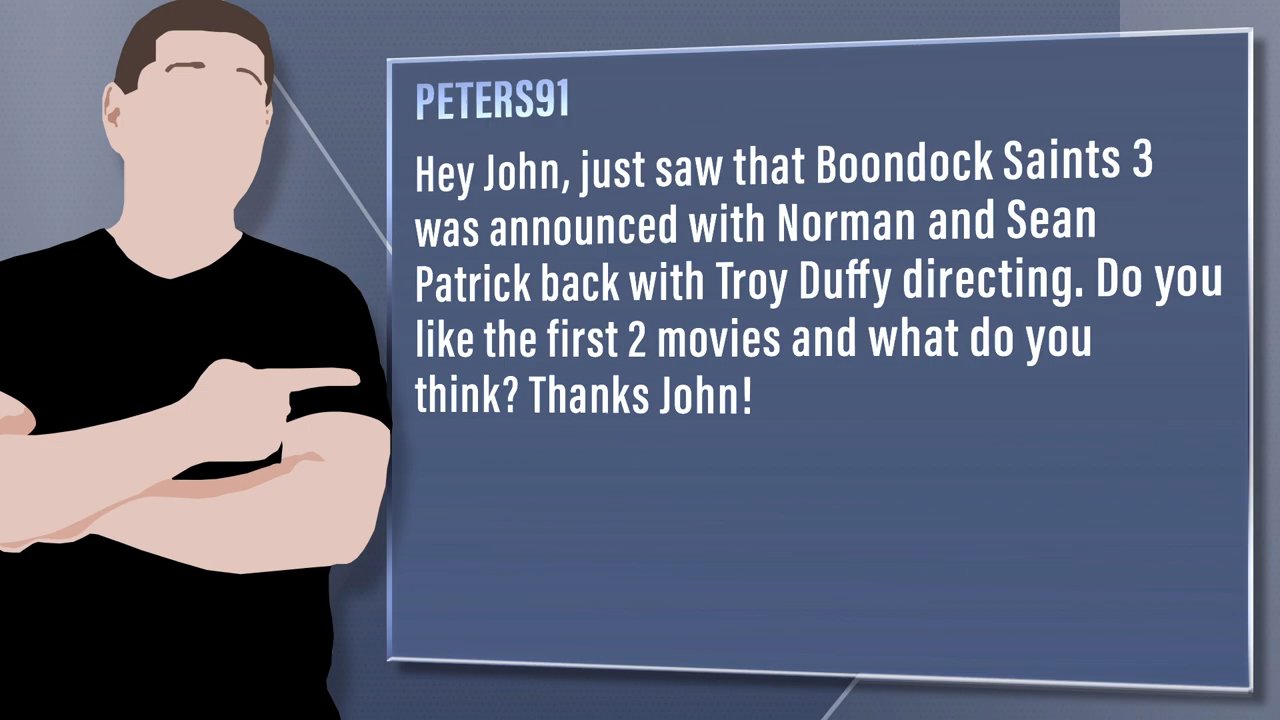 PETERS91
Hey John, just saw that Boondock Saints 3
was announced with Norman and Sean
Patrick back with Troy Duffy directing. Do you
like the first 2 movies and what do you
think? Thanks John!